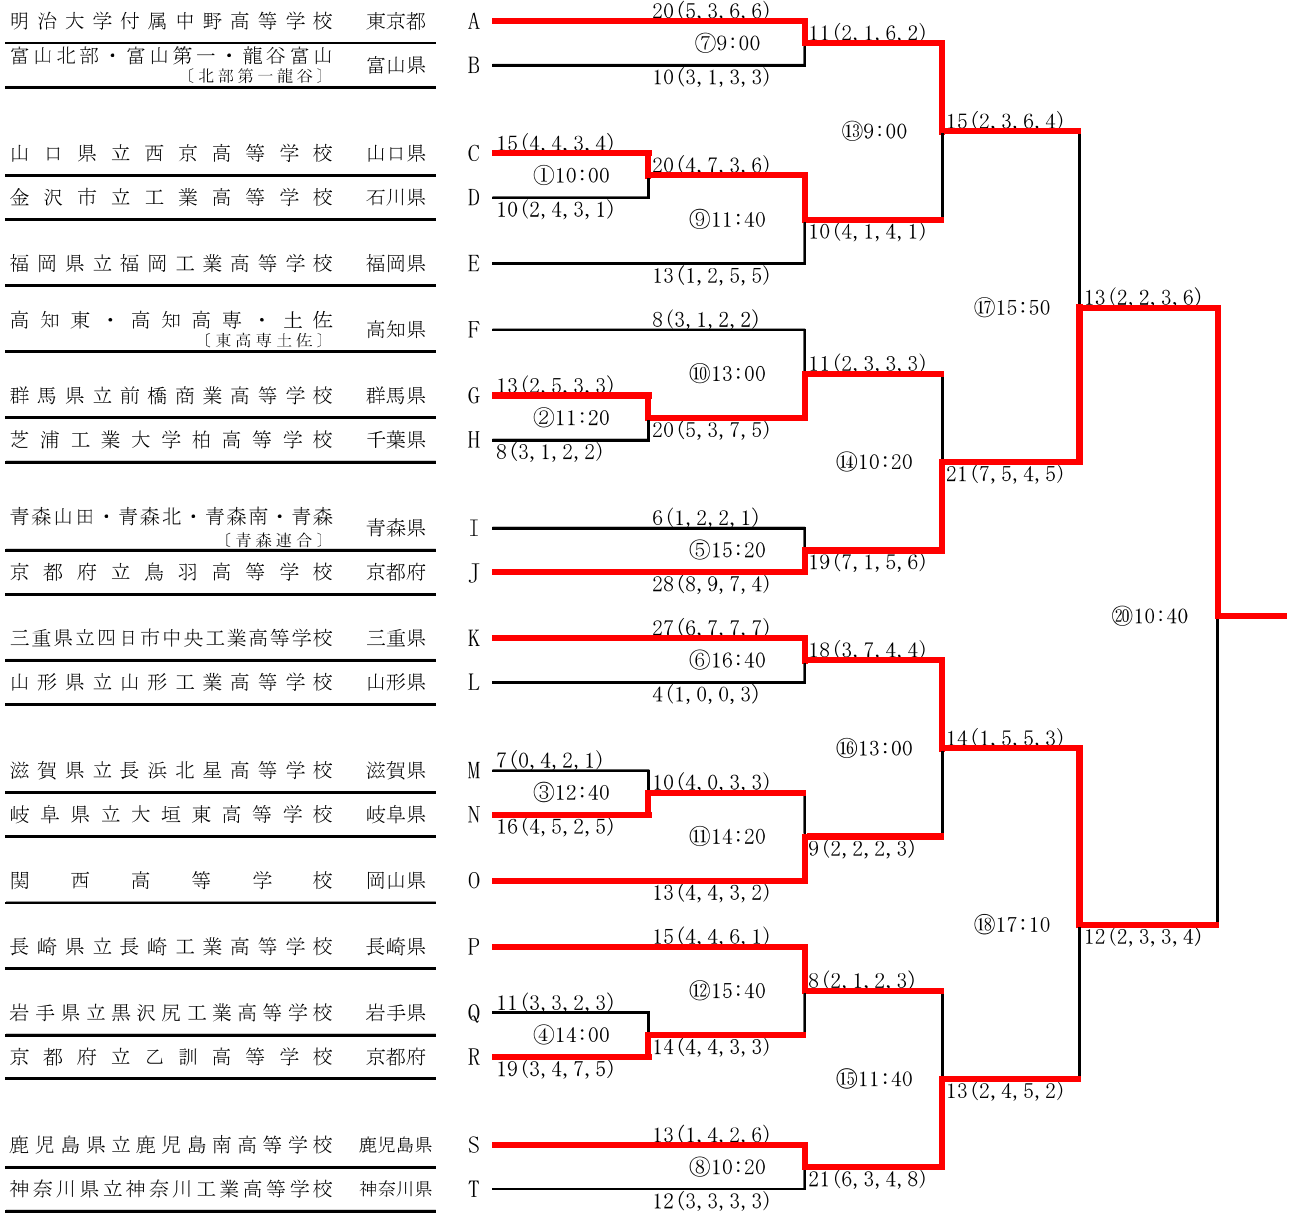 20(5,3,6,6)
明治大学付属中野高等学校 東京都 A
11(2,1,6,2)
⑦9:00
富山北部・富山第一・龍谷富山 富山県 B
〔北部第一龍谷〕
10(3,1,3,3)
15(2,3,6,4)
⑬9:00
15(4,4,3,4)
山口県立西京高等学校 山口県 C
20(4,7,3,6)
①10:00
金沢市立工業高等学校 石川県 D
10(2,4,3,1)
⑨11:40
10(4,1,4,1)
福岡県立福岡工業高等学校 福岡県 E
13(1,2,5,5)
13(2,2,3,6)
⑰15:50
8(3,1,2,2)
高知東・高知高専・土佐 高知県 F
〔東高専土佐〕
11(2,3,3,3)
⑩13:00
13(2,5,3,3)
群馬県立前橋商業高等学校 群馬県 G
②11:20
20(5,3,7,5)
芝浦工業大学柏高等学校 千葉県 H
8(3,1,2,2)
⑭10:20
21(7,5,4,5)
6(1,2,2,1)
青森山田・青森北・青森南・青森 青森県 I
〔青森連合〕
⑤15:20
19(7,1,5,6)
京都府立鳥羽高等学校 京都府 J
28(8,9,7,4)
⑳10:40
27(6,7,7,7)
三重県立四日市中央工業高等学校 三重県 K
18(3,7,4,4)
⑥16:40
山形県立山形工業高等学校 山形県 L
4(1,0,0,3)
14(1,5,5,3)
⑯13:00
7(0,4,2,1)
滋賀県立長浜北星高等学校 滋賀県 M
10(4,0,3,3)
③12:40
岐阜県立大垣東高等学校 岐阜県 N
16(4,5,2,5)
⑪14:20
9(2,2,2,3)
関西高等学校 岡山県 O
13(4,4,3,2)
⑱17:10
12(2,3,3,4)
15(4,4,6,1)
長崎県立長崎工業高等学校 長崎県 P
8(2,1,2,3)
⑫15:40
11(3,3,2,3)
岩手県立黒沢尻工業高等学校 岩手県 Q
④14:00
14(4,4,3,3)
京都府立乙訓高等学校 京都府 R
19(3,4,7,5)
⑮11:40
13(2,4,5,2)
13(1,4,2,6)
鹿児島県立鹿児島南高等学校 鹿児島県 S
⑧10:20
21(6,3,4,8)
神奈川県立神奈川工業高等学校 神奈川県 T
12(3,3,3,3)